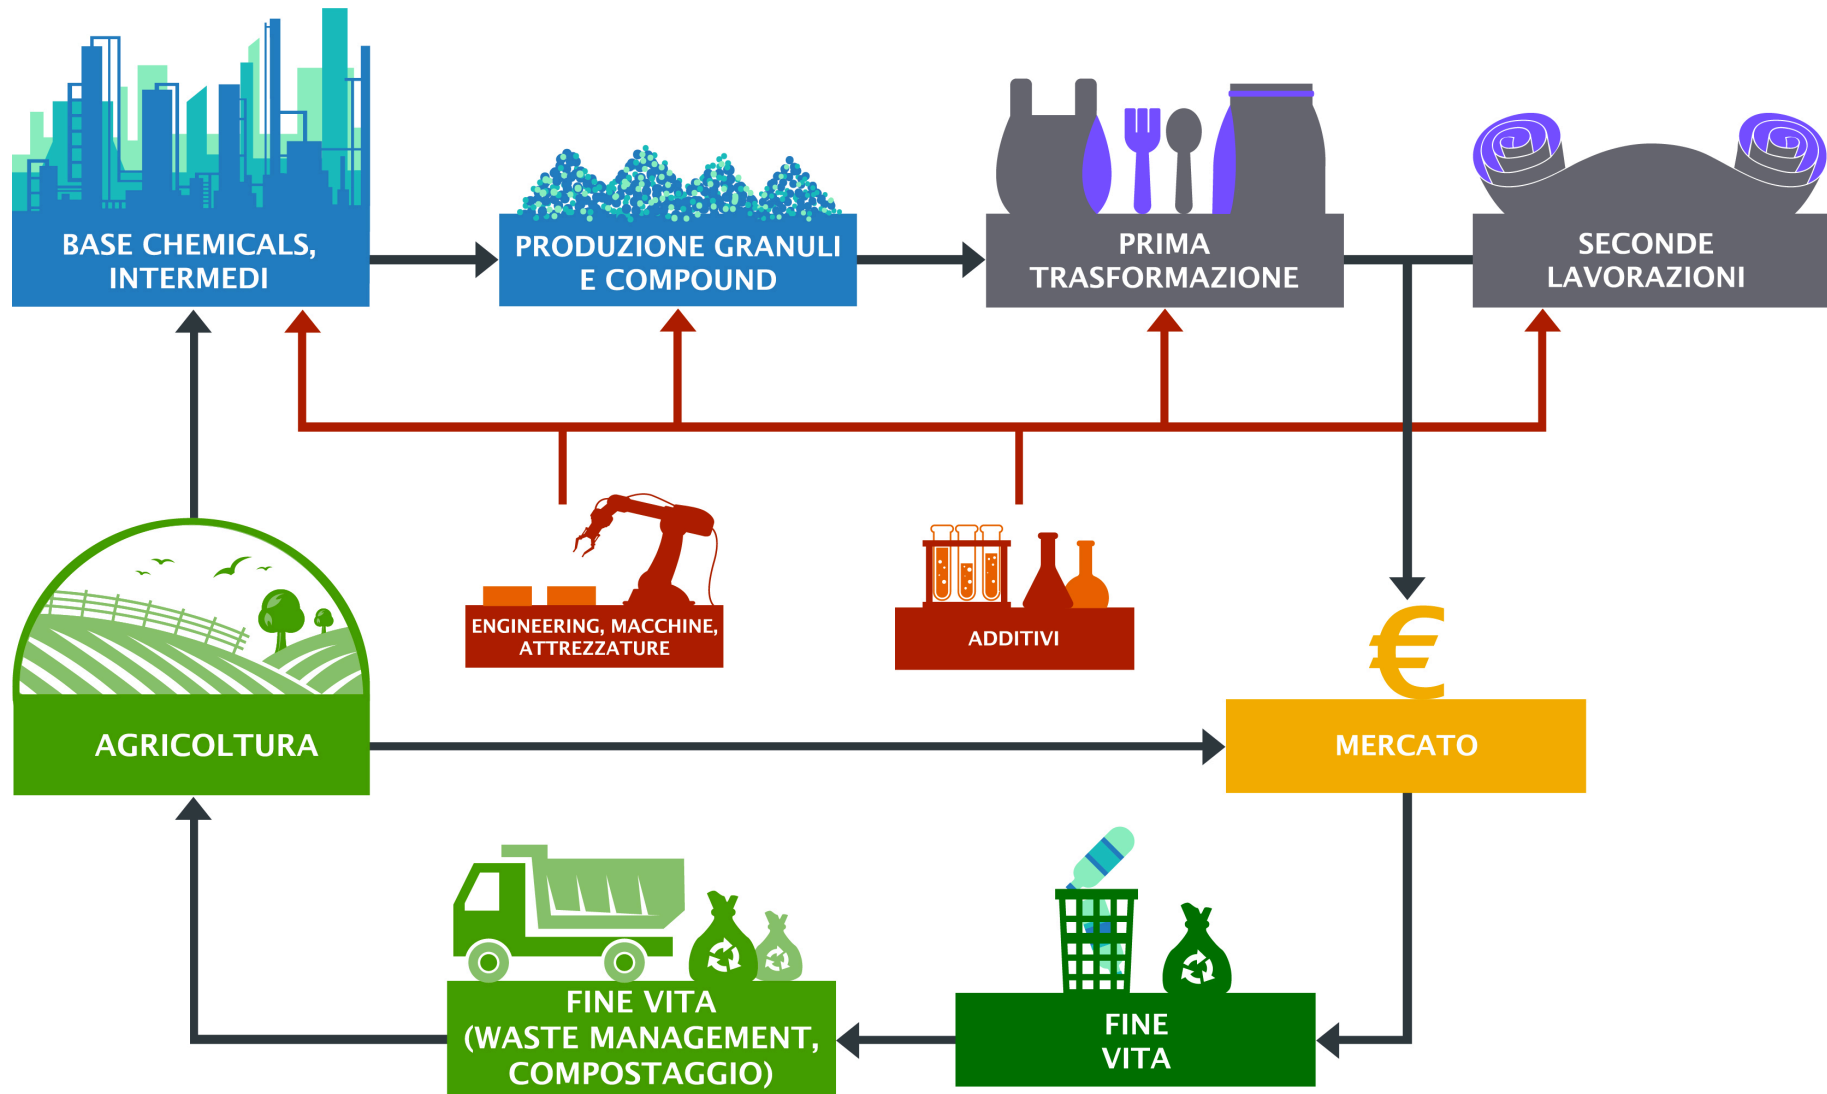 BASE CHEMICALS,
INTERMEDI
PRODUZIONE GRANULI
E COMPOUND
PRIMA
TRASFORMAZIONE
SECONDE
LAVORAZIONI
ENGINEERING, MACCHINE,
ATTREZZATURE
ADDITIVI
€
AGRICOLTURA
MERCATO
FINE VITA
(WASTE MANAGEMENT,
COMPOSTAGGIO)
FINE
VITA